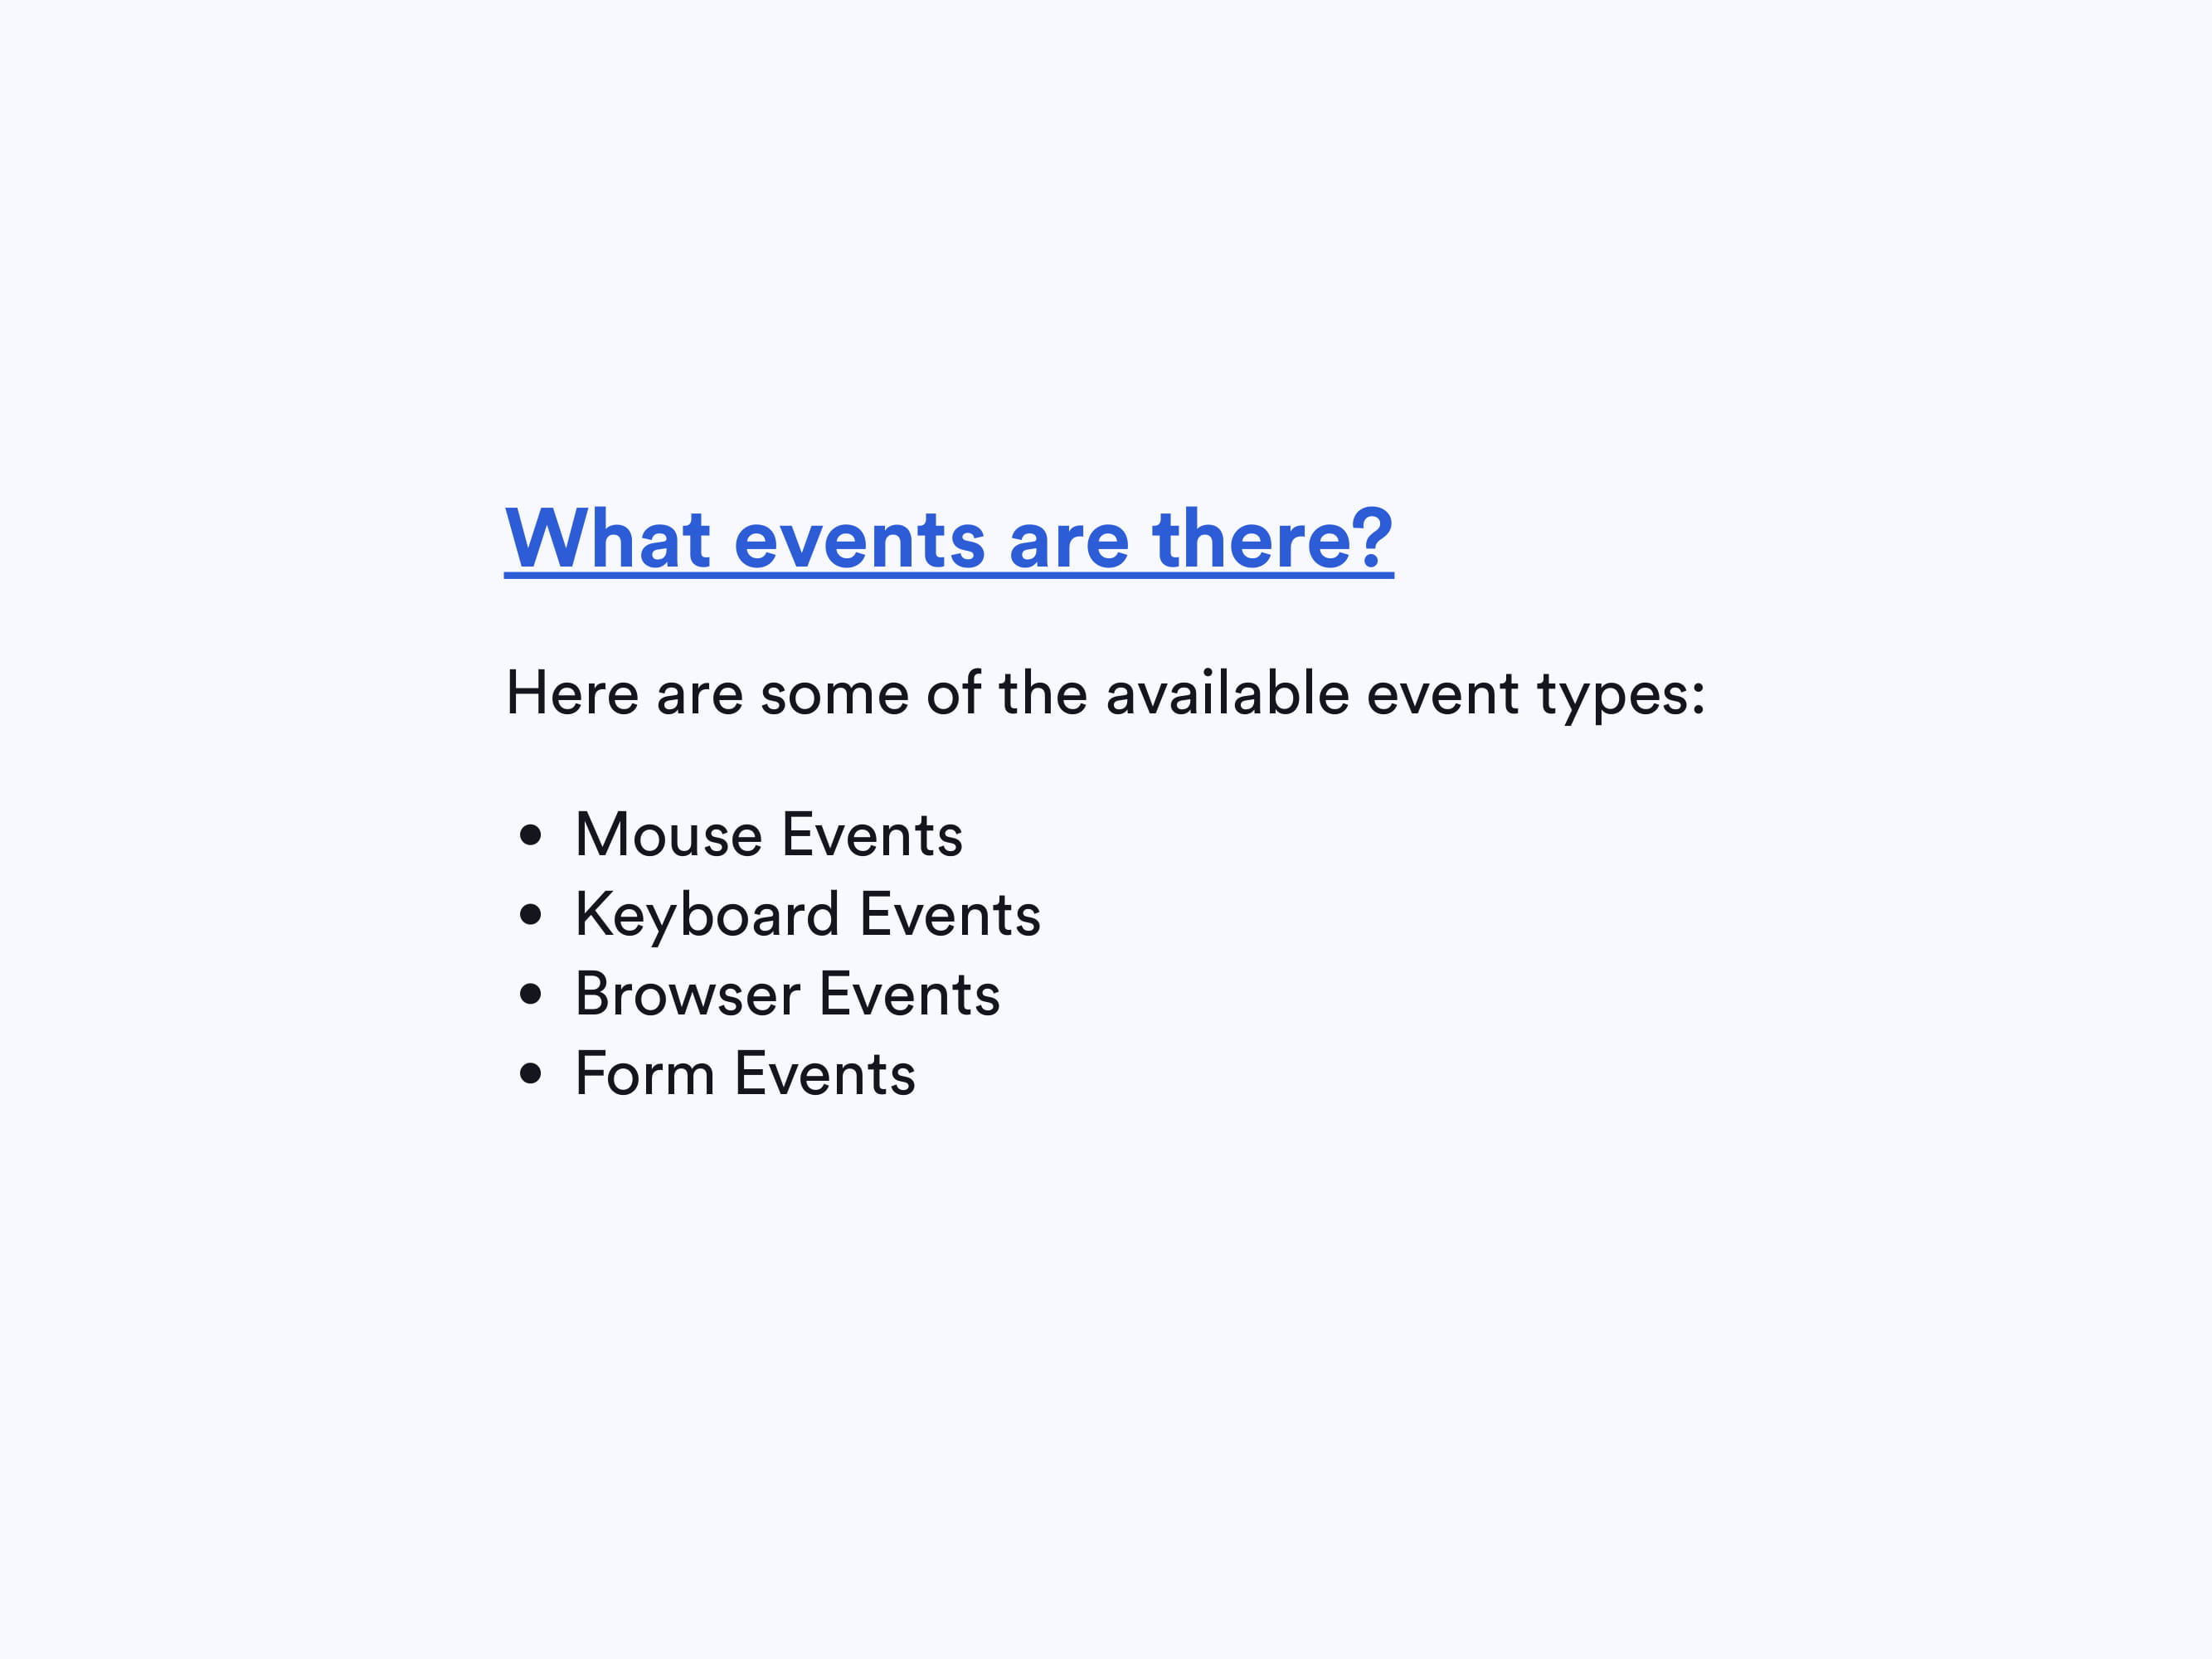 What events are there?
Here are some of the available event types:
• Mouse Events
• Keyboard Events
• Browser Events
• Form Events